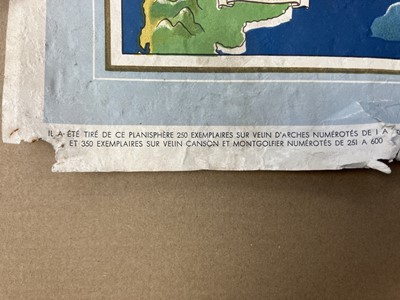 IL A ÉTÉ TIRÉ DE CE PLANISPHÈRE 250 EXEMPLAIRES SUR VELIN D'ARCHES NUMÉROTÉS DE I A
ET 350 EXEMPLAIRES SUR VELIN CANSON ET MONTGOLFIER NUMÉROTÉS DE 251 A 600